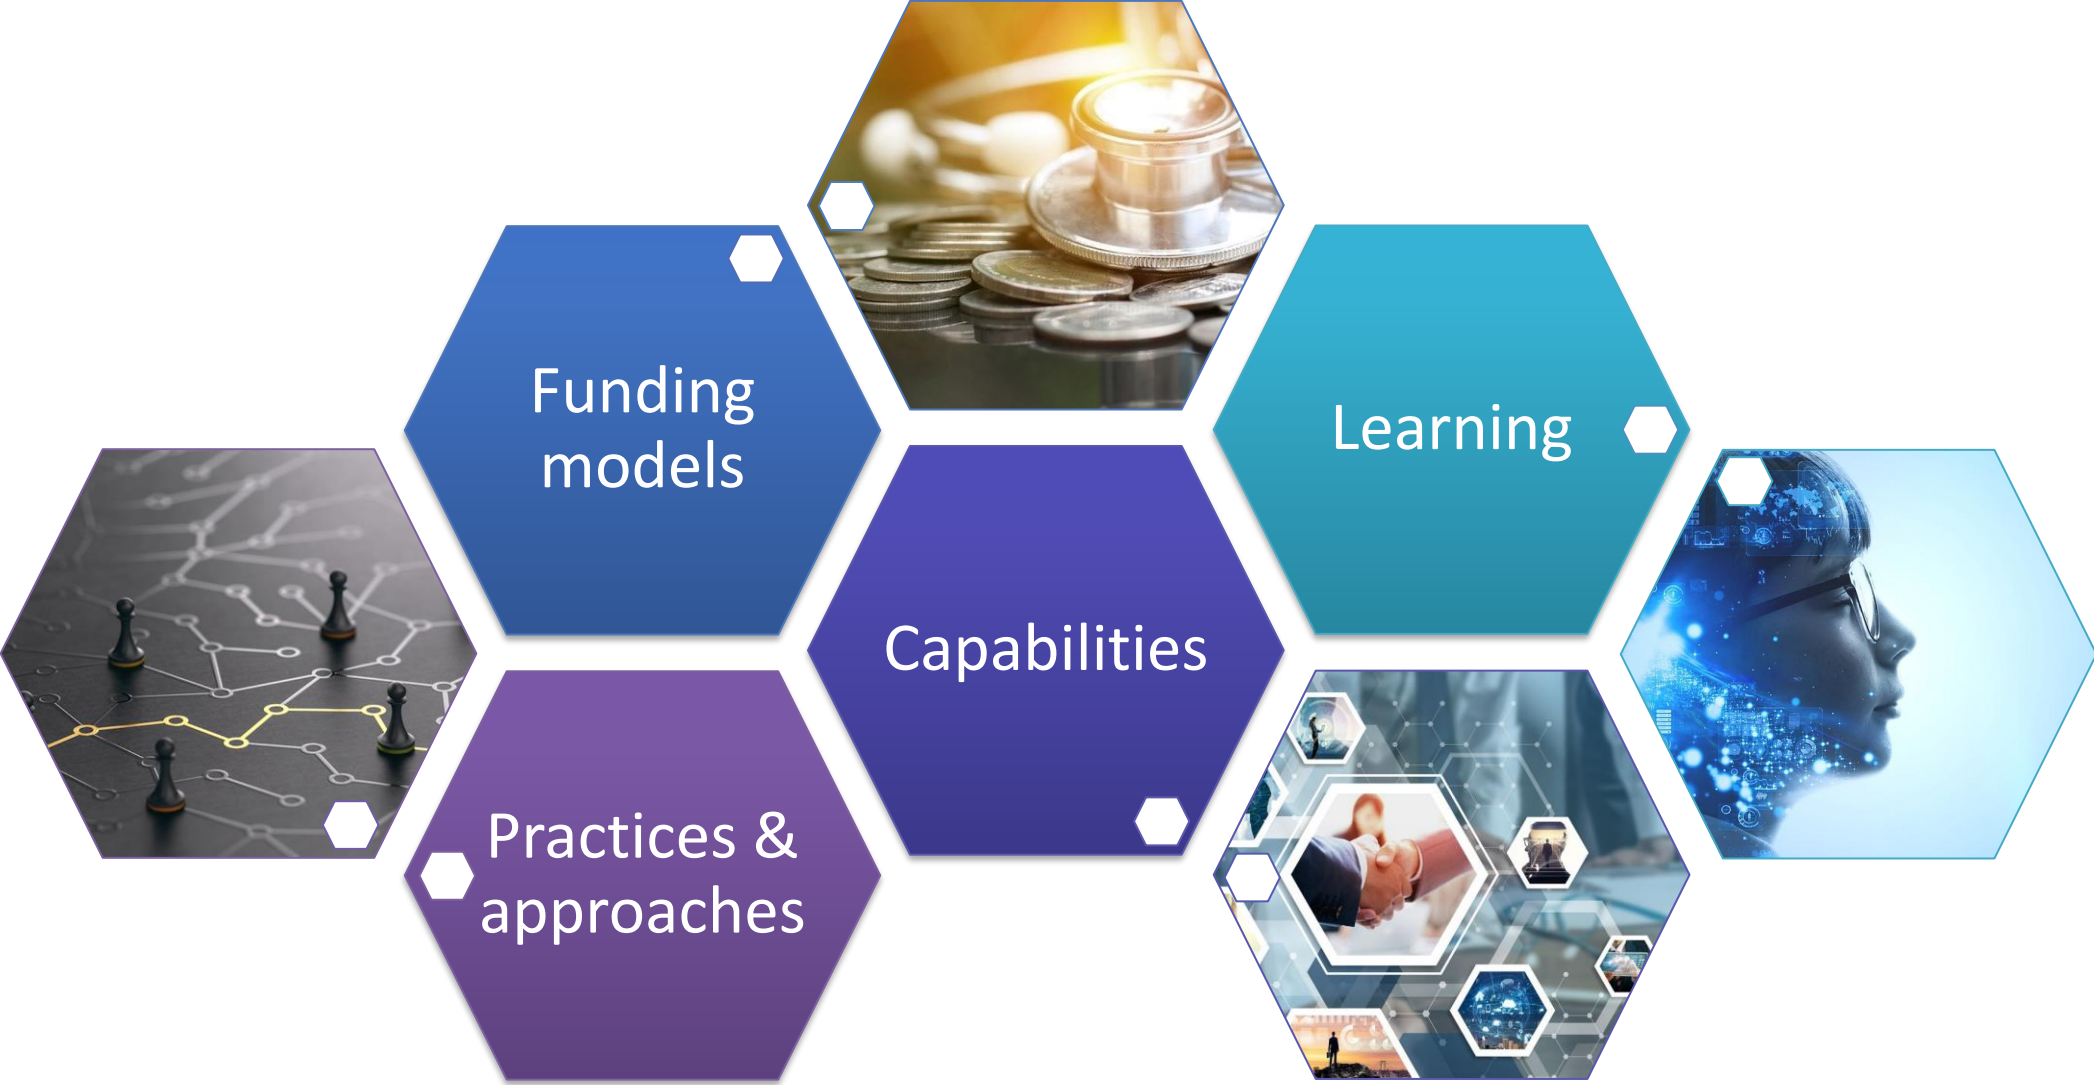 Funding
models
Learning
Capabilities
Practices &
approaches